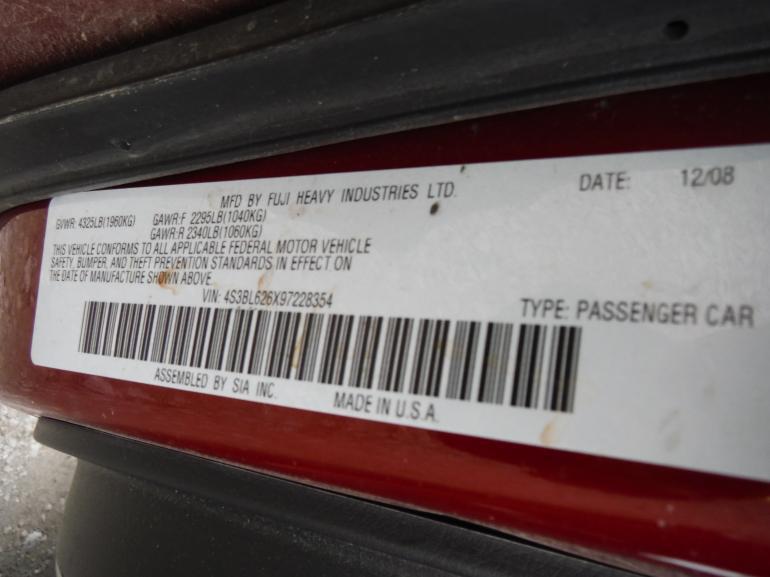 MFD BY FUJI HEAVY INDUSTRIES LTD. DATE: 12/08
GVWR: 4325LB(1960KG) GAWR:F 2295LB(1040KG)
GAWR:R 2340LB(1060KG)
THIS VEHICLE CONFORMS TO ALL APPLICABLE FEDERAL MOTOR VEHICLE
SAFETY, BUMPER, AND THEFT PREVENTION STANDARDS IN EFFECT ON
THE DATE OF MANUFACTURE SHOWN ABOVE.
VIN: 4S3BL626X97228354 TYPE: PASSENGER CAR
ASSEMBLED BY SIA INC. MADE IN U.S.A.